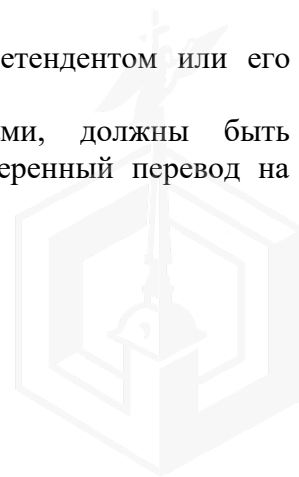 етендентом или его
ми, должны быть
еренный перевод на